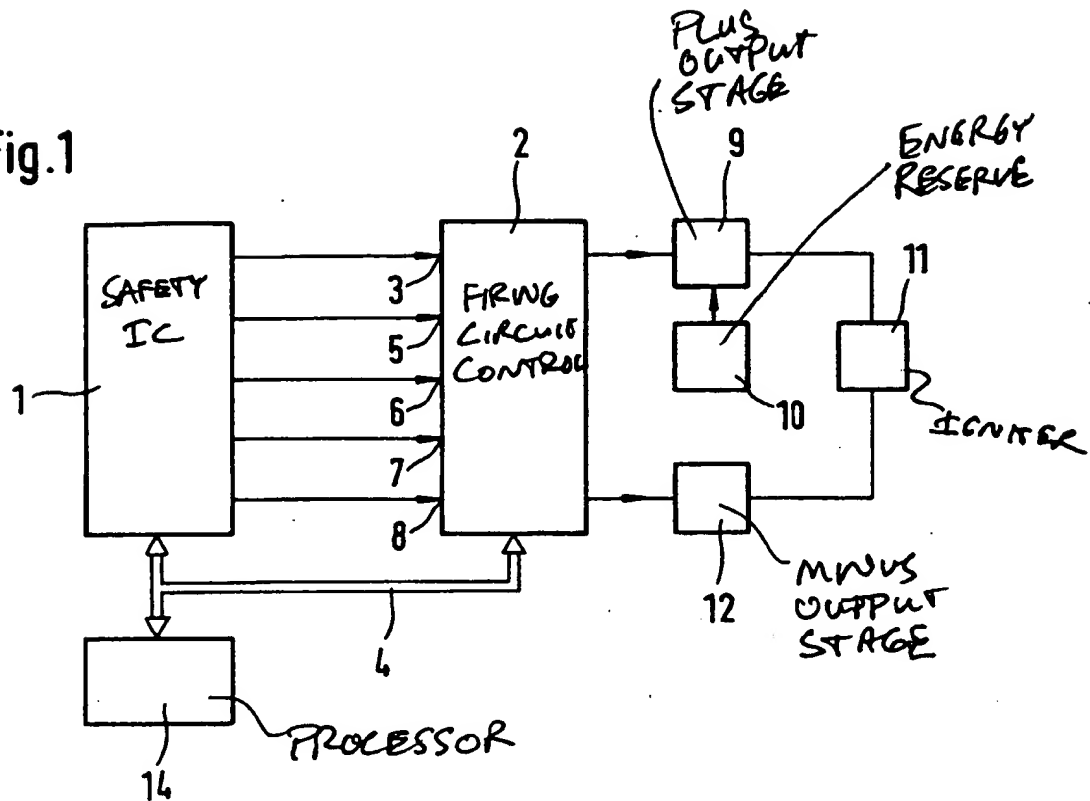 Fig.1
PLUS
OUTPUT
STAGE
9
ENERGY
RESERVE
2
11
SAFETY
IC
FIRING
CIRCUIT
CONTROL
3
5
6
7
8
1
10
IGNITER
12
MINUS
OUTPUT
STAGE
4
PROCESSOR
14